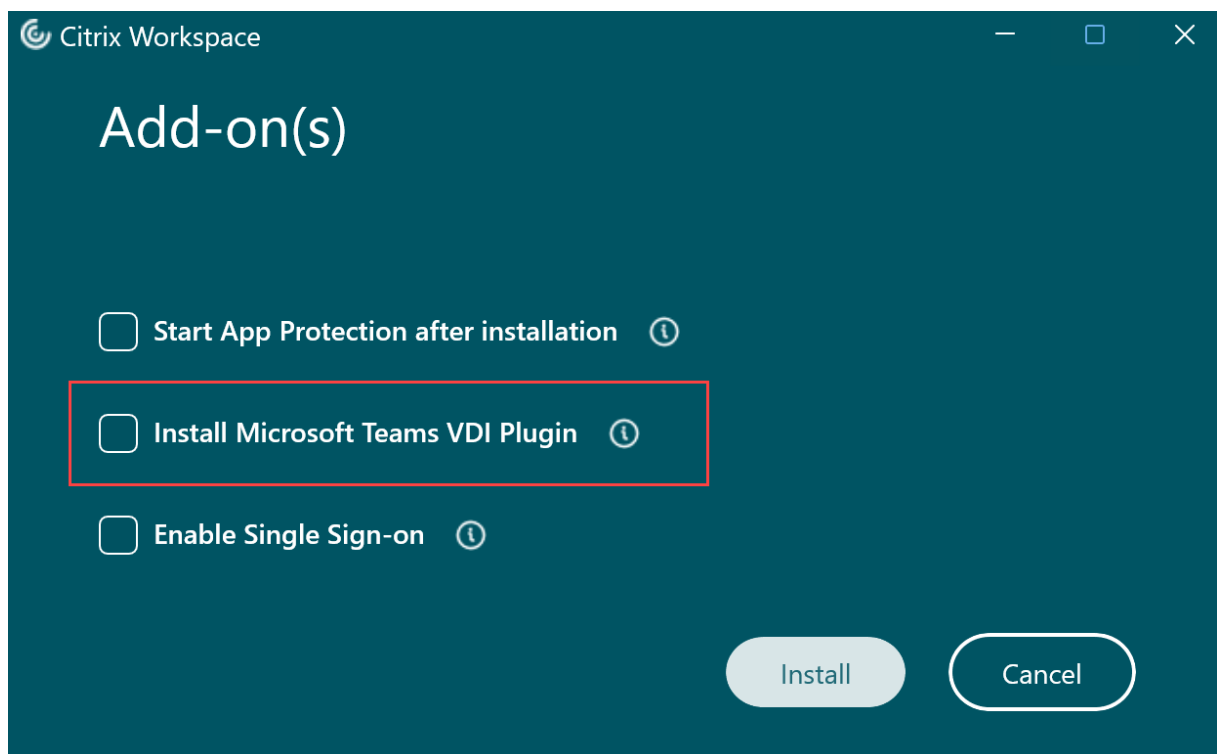 Citrix Workspace
Add-on(s)
Start App Protection after installation
Install Microsoft Teams VDI Plugin
Enable Single Sign-on
Install
Cancel